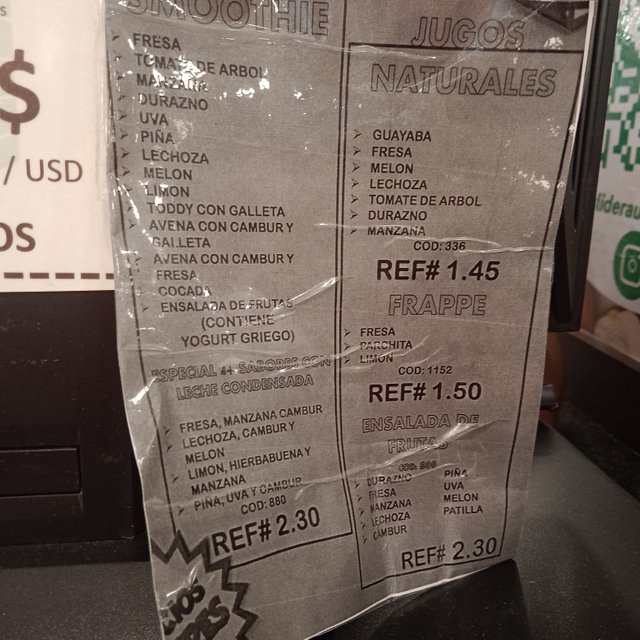 $
/ USD
OS
SMOOTHIE
FRESA
TOMATE DE ARBOL
MANZANA
DURAZNO
UVA
PIÑA
LECHOZA
MELON
LIMON
TODDY CON GALLETA
AVENA CON CAMBUR Y
GALLETA
AVENA CON CAMBUR Y
FRESA
COCADA
ENSALADA DE FRUTAS
(CONTIENE
YOGURT GRIEGO)
ESPECIAL 4 SABORES CON
LECHE CONDENSADA
FRESA, MANZANA CAMBUR
LECHOZA, CAMBUR Y
MELON
LIMON, HIERBABUENA Y
MANZANA
PIÑA, UVA Y CAMBUR
COD: 880
REF# 2.30
JUGOS
NATURALES
GUAYABA
FRESA
MELON
LECHOZA
TOMATE DE ARBOL
DURAZNO
MANZANA
COD: 336
REF# 1.45
FRAPPE
FRESA
PARCHITA
LIMON
COD: 1152
REF# 1.50
ENSALADA DE
FRUTAS
DURAZNO
FRESA
MANZANA
LECHOZA
CAMBUR
PIÑA
UVA
MELON
PATILLA
REF# 2.30
liderau